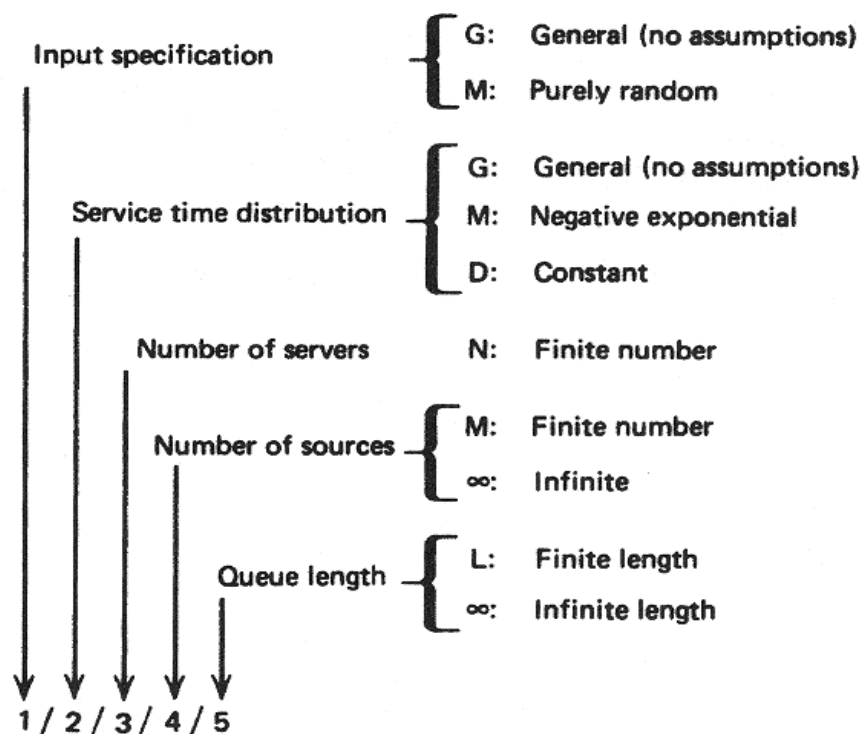 Input specification
G: General (no assumptions)
M: Purely random
Service time distribution
G: General (no assumptions)
M: Negative exponential
D: Constant
Number of servers N: Finite number
Number of sources
M: Finite number
∞: Infinite
Queue length
L: Finite length
∞: Infinite length
1 / 2 / 3 / 4 / 5